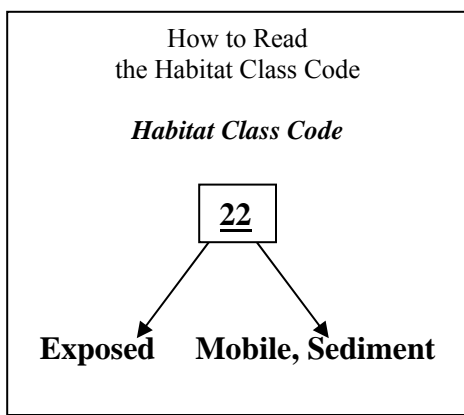 How to Read
the Habitat Class Code
Habitat Class Code
22
Exposed Mobile, Sediment